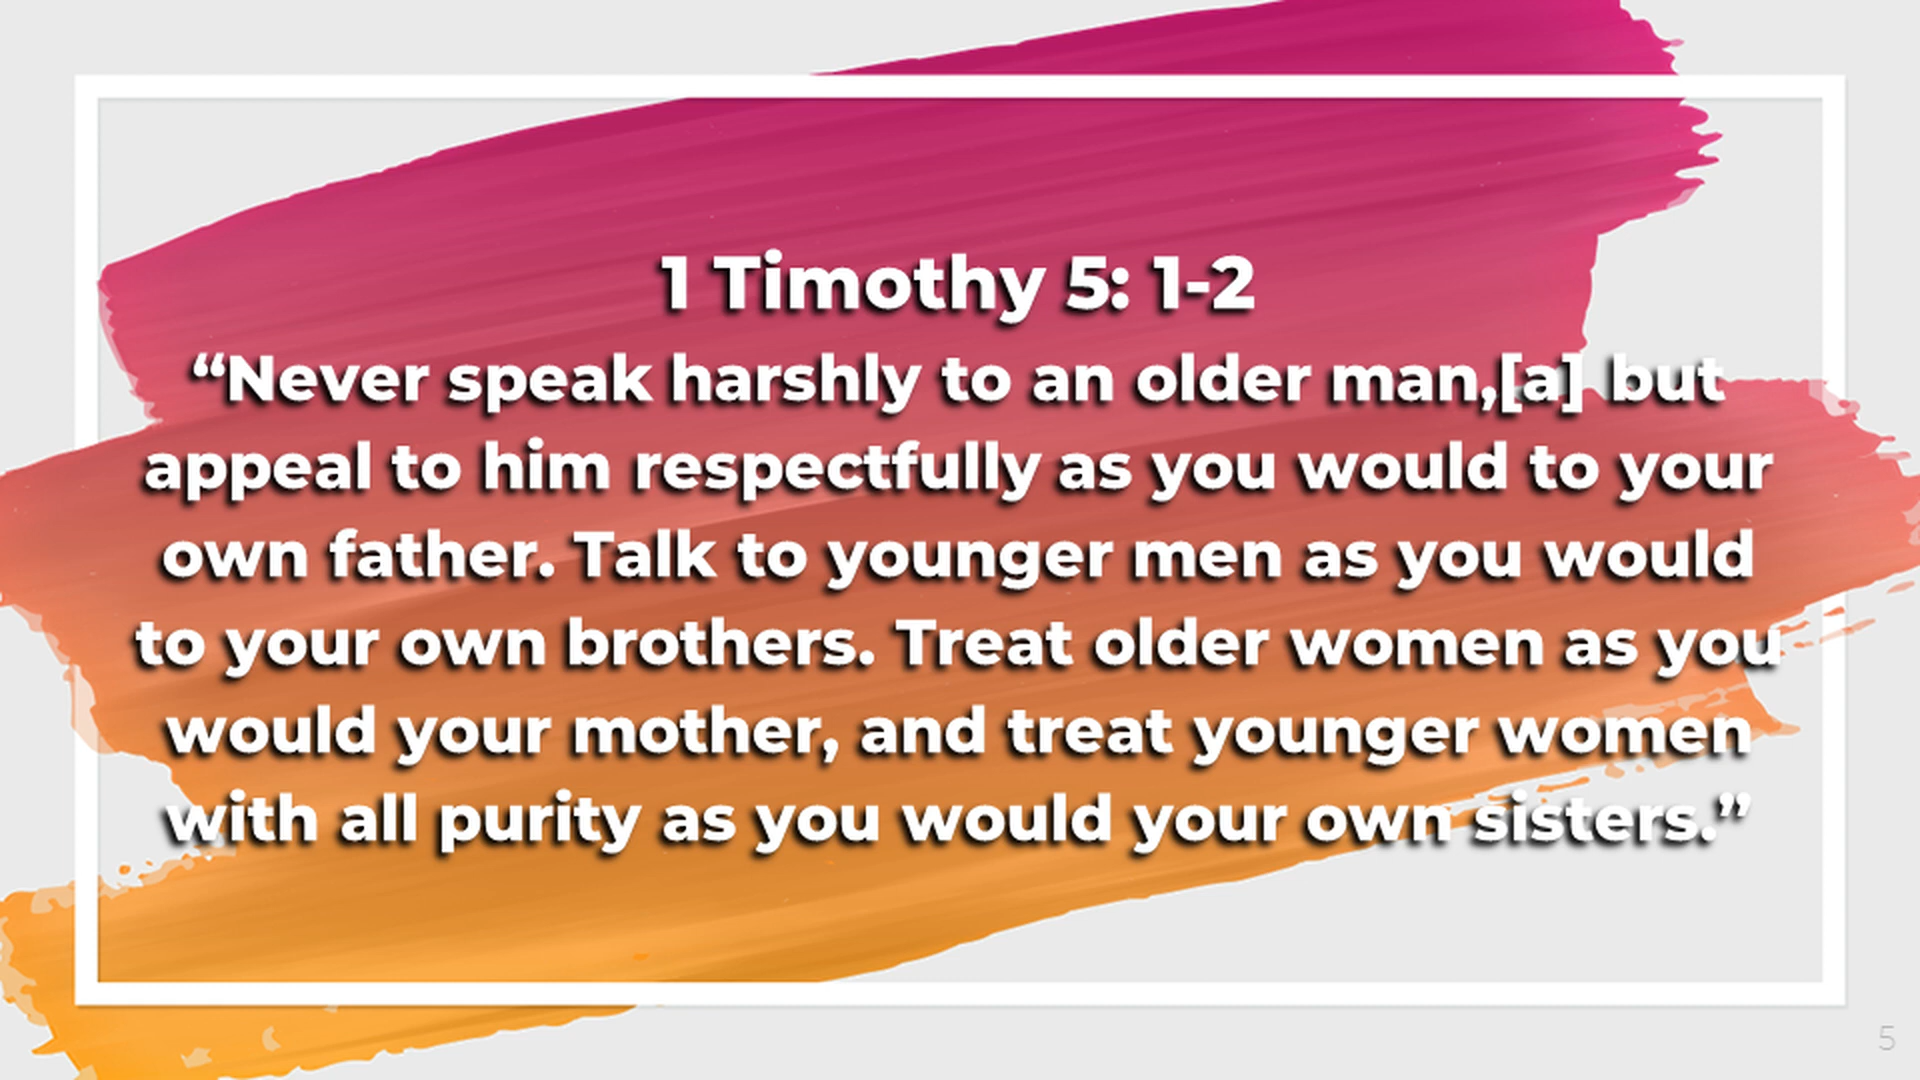 1 Timothy 5: 1-2
“Never speak harshly to an older man,[a] but
appeal to him respectfully as you would to your
own father. Talk to younger men as you would
to your own brothers. Treat older women as you
would your mother, and treat younger women
with all purity as you would your own sisters.”
5